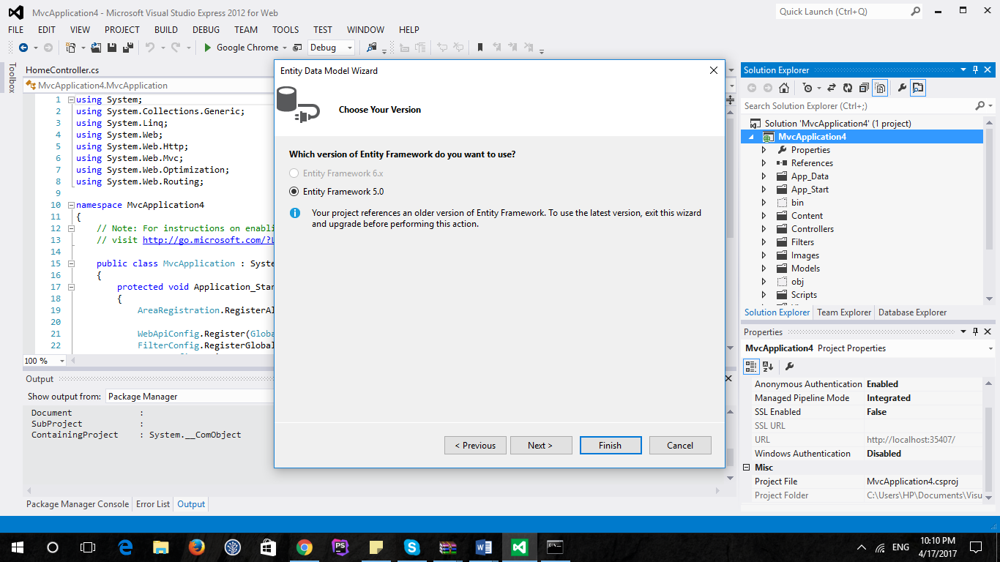 MvcApplication4 - Microsoft Visual Studio Express 2012 for Web
Quick Launch (Ctrl+Q)
FILE EDIT VIEW PROJECT BUILD DEBUG TEAM TOOLS TEST WINDOW HELP
Google Chrome Debug
Toolbox
HomeController.cs
MvcApplication4.MvcApplication
1 using System;
2 using System.Collections.Generic;
3 using System.Linq;
4 using System.Web;
5 using System.Web.Http;
6 using System.Web.Mvc;
7 using System.Web.Optimization;
8 using System.Web.Routing;
9
10 namespace MvcApplication4
11 {
12 // Note: For instructions on enabli
13 // visit http://go.microsoft.com/?L
14
15 public class MvcApplication : Syste
16 {
17 protected void Application_Star
18 {
19 AreaRegistration.RegisterAl
20
21 WebApiConfig.Register(Globa
22 FilterConfig.RegisterGlobal
100 %
Output
Show output from: Package Manager
Document :
SubProject :
ContainingProject : System.__ComObject
Package Manager Console Error List Output
Entity Data Model Wizard
Choose Your Version
Which version of Entity Framework do you want to use?
Entity Framework 6.x
Entity Framework 5.0
Your project references an older version of Entity Framework. To use the latest version, exit this wizard
and upgrade before performing this action.
< Previous Next > Finish Cancel
Solution Explorer
Search Solution Explorer (Ctrl+;)
Solution 'MvcApplication4' (1 project)
MvcApplication4
Properties
References
App_Data
App_Start
bin
Content
Controllers
Filters
Images
Models
obj
Scripts
Solution Explorer Team Explorer Database Explorer
Properties
MvcApplication4 Project Properties
Anonymous Authentication Enabled
Managed Pipeline Mode Integrated
SSL Enabled False
SSL URL
URL http://localhost:35407/
Windows Authentication Disabled
Misc
Project File MvcApplication4.csproj
Project Folder C:\Users\HP\Documents\Visu
PS
ENG
10:10 PM
4/17/2017